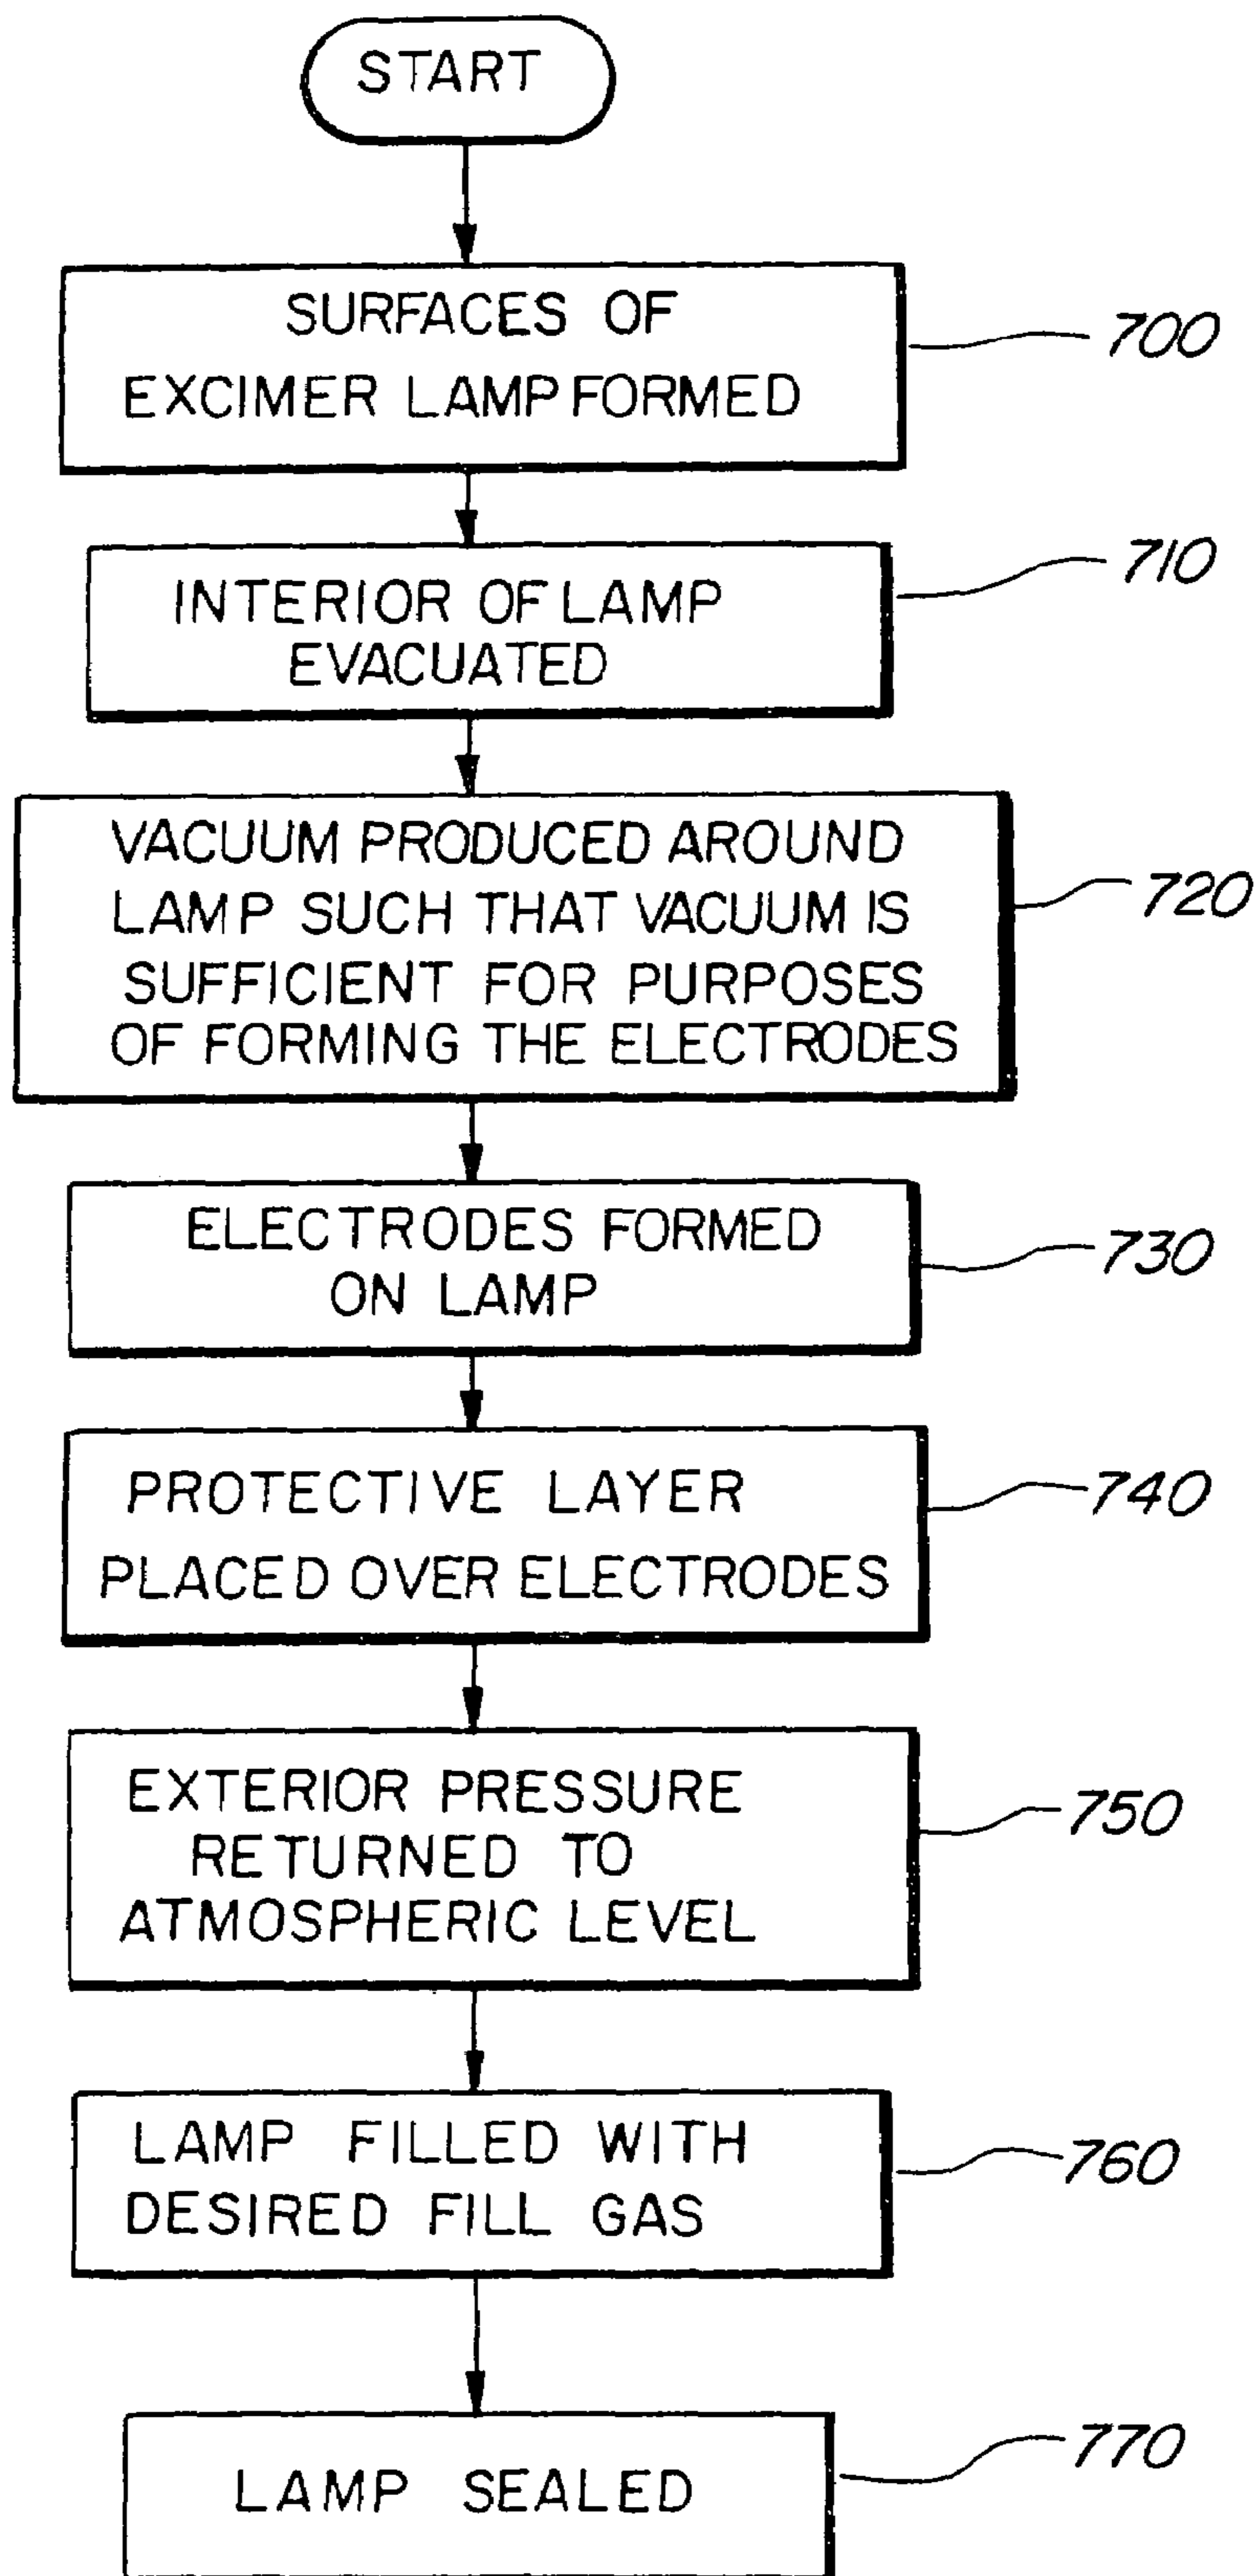 START
SURFACES OF
EXCIMER LAMP FORMED
700
INTERIOR OF LAMP
EVACUATED
710
VACUUM PRODUCED AROUND
LAMP SUCH THAT VACUUM IS
SUFFICIENT FOR PURPOSES
OF FORMING THE ELECTRODES
720
ELECTRODES FORMED
ON LAMP
730
PROTECTIVE LAYER
PLACED OVER ELECTRODES
740
EXTERIOR PRESSURE
RETURNED TO
ATMOSPHERIC LEVEL
750
LAMP FILLED WITH
DESIRED FILL GAS
760
LAMP SEALED
770